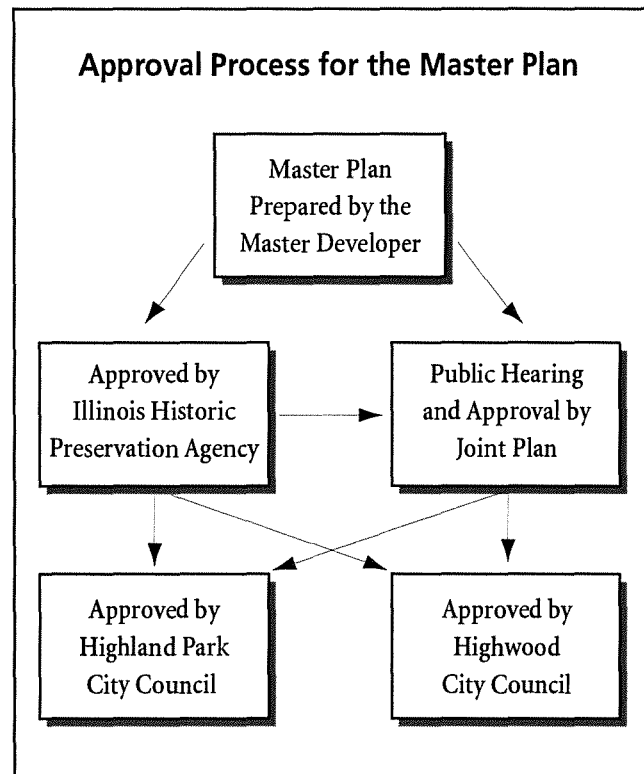 Approval Process for the Master Plan
Master Plan
Prepared by the
Master Developer
Approved by
Illinois Historic
Preservation Agency
Public Hearing
and Approval by
Joint Plan
Approved by
Highland Park
City Council
Approved by
Highwood
City Council